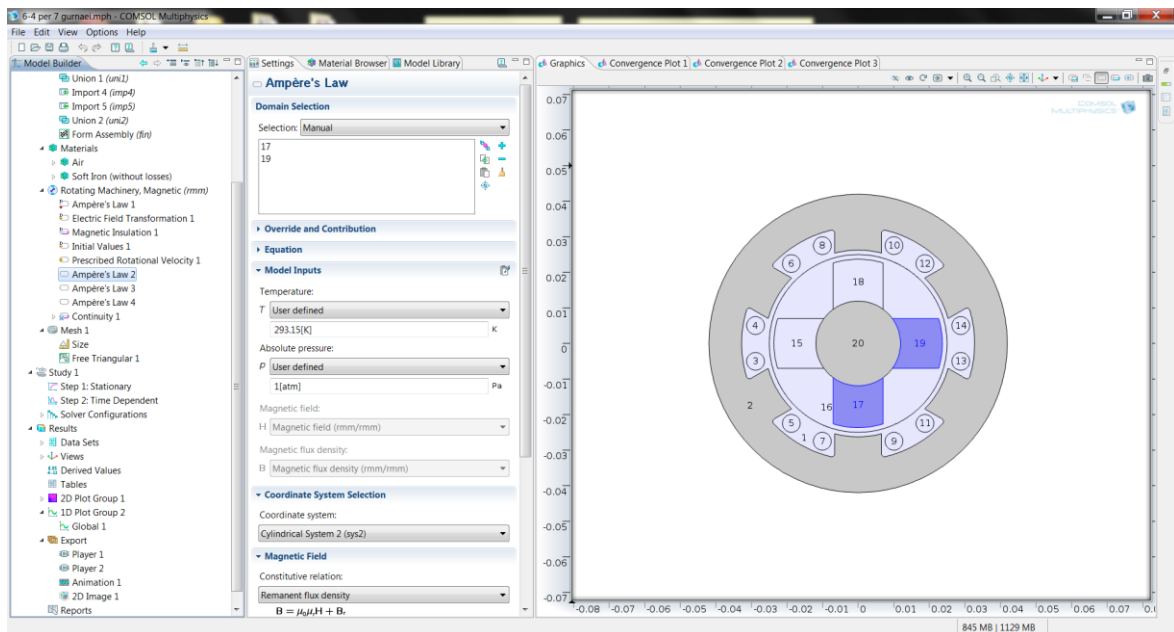 6-4 per 7 gurnaei.mph - COMSOL Multiphysics
File Edit View Options Help
Model Builder
Union 1 (uni1)
Import 4 (imp4)
Import 5 (imp5)
Union 2 (uni2)
Form Assembly (fin)
Materials
Air
Soft Iron (without losses)
Rotating Machinery, Magnetic (rmm)
Ampère's Law 1
Electric Field Transformation 1
Magnetic Insulation 1
Initial Values 1
Prescribed Rotational Velocity 1
Ampère's Law 2
Ampère's Law 3
Ampère's Law 4
Continuity 1
Mesh 1
Size
Free Triangular 1
Study 1
Step 1: Stationary
Step 2: Time Dependent
Solver Configurations
Results
Data Sets
Views
Derived Values
Tables
2D Plot Group 1
1D Plot Group 2
Global 1
Export
Player 1
Player 2
Animation 1
2D Image 1
Reports
Settings Material Browser Model Library
Ampère's Law
Domain Selection
Selection: Manual
17
19
Override and Contribution
Equation
Model Inputs
Temperature:
T User defined
293.15[K] K
Absolute pressure:
P User defined
1[atm] Pa
Magnetic field:
H Magnetic field (rmm/rmm)
Magnetic flux density:
B Magnetic flux density (rmm/rmm)
Coordinate System Selection
Coordinate system:
Cylindrical System 2 (sys2)
Magnetic Field
Constitutive relation:
Remanent flux density
B = μ0μrH + Br
Graphics Convergence Plot 1 Convergence Plot 2 Convergence Plot 3
COMSOL
MULTIPHYSICS
0.07
0.06
0.05
0.04
0.03
0.02
0.01
0
-0.01
-0.02
-0.03
-0.04
-0.05
-0.06
-0.07
8 10
6 12
18
4 14
15 20 19
3 13
2 16 17
5 11
1 7 9
-0.08 -0.07 -0.06 -0.05 -0.04 -0.03 -0.02 -0.01 0 0.01 0.02 0.03 0.04 0.05 0.06 0.07
845 MB | 1129 MB